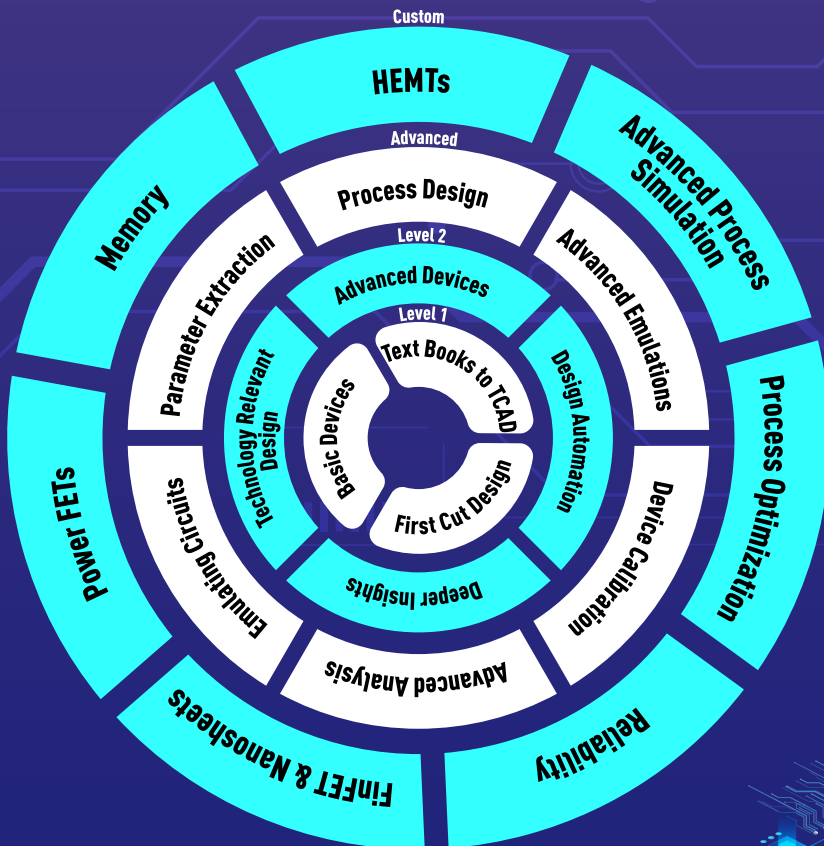 Custom
HEMTs
Advanced Process
Simulation
Process Optimization
Reliability
FinFET & Nanosheets
Power FETs
Memory
Advanced
Process Design
Advanced Emulations
Device Calibration
Advanced Analysis
Emulating Circuits
Parameter Extraction
Level 2
Advanced Devices
Design Automation
Deeper Insights
Technology Relevant
Design
Level 1
Text Books to TCAD
First Cut Design
Basic Devices